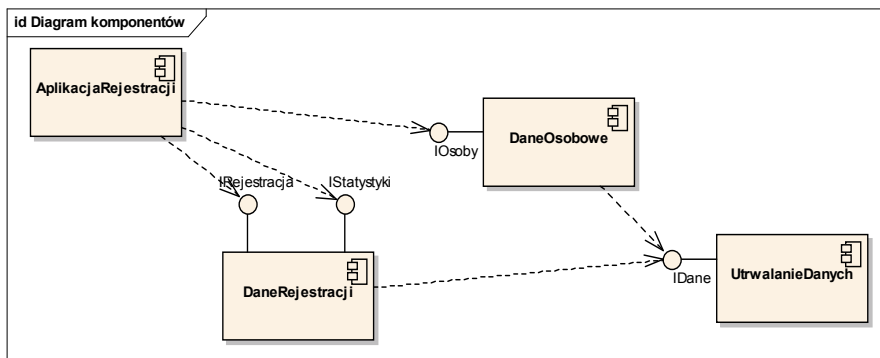 id Diagram komponentów
AplikacjaRejestracji
DaneOsobowe
IOsoby
IRejestracja
IStatystyki
DaneRejestracji
IDane
UtrwalanieDanych